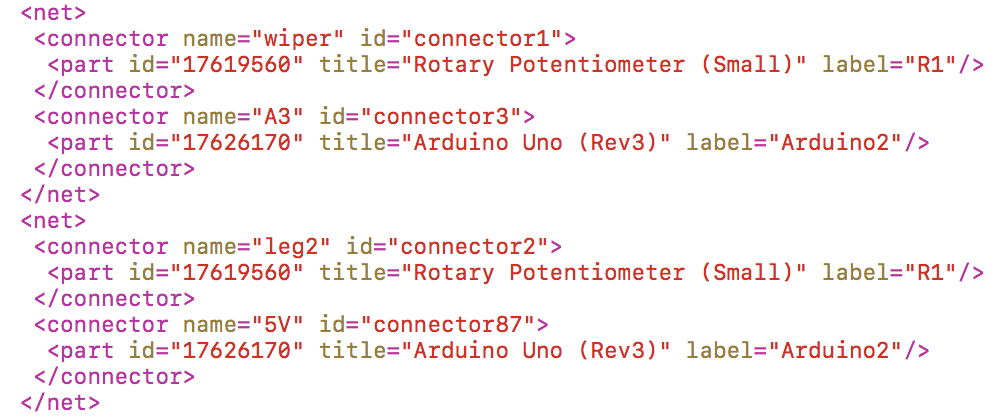 <net>
<connector name="wiper" id="connector1">
<part id="17619560" title="Rotary Potentiometer (Small)" label="R1"/>
</connector>
<connector name="A3" id="connector3">
<part id="17626170" title="Arduino Uno (Rev3)" label="Arduino2"/>
</connector>
</net>
<net>
<connector name="leg2" id="connector2">
<part id="17619560" title="Rotary Potentiometer (Small)" label="R1"/>
</connector>
<connector name="5V" id="connector87">
<part id="17626170" title="Arduino Uno (Rev3)" label="Arduino2"/>
</connector>
</net>